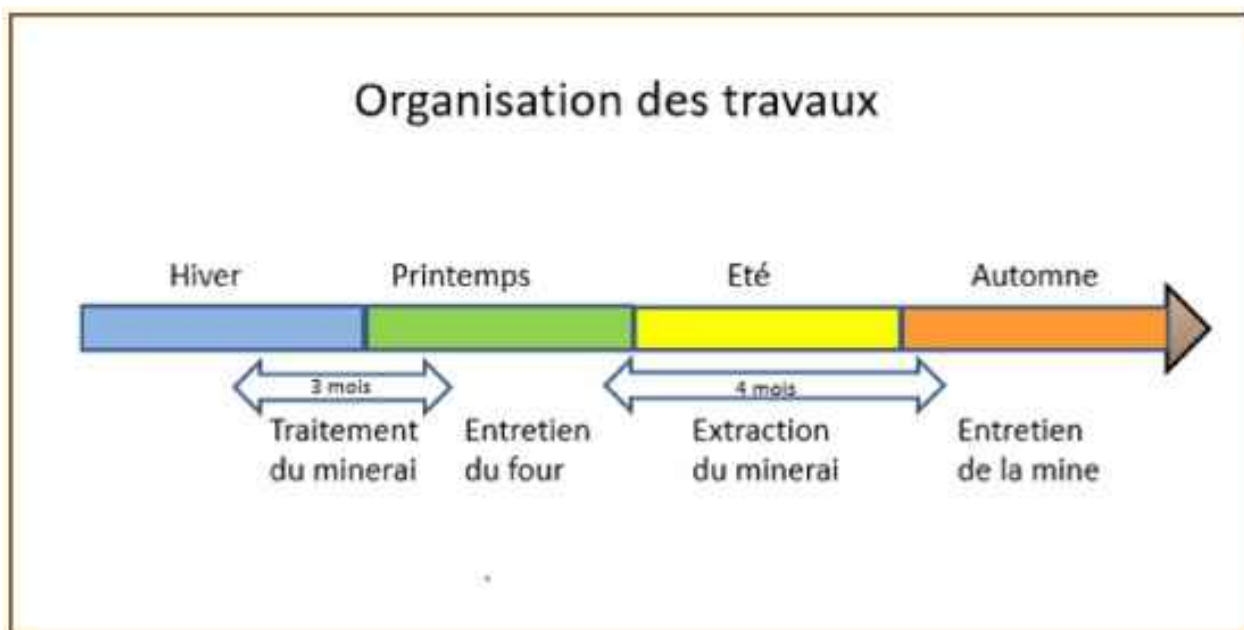 Organisation des travaux
Hiver
Printemps
Eté
Automne
3 mois
4 mois
Traitement
du minerai
Entretien
du four
Extraction
du minerai
Entretien
de la mine